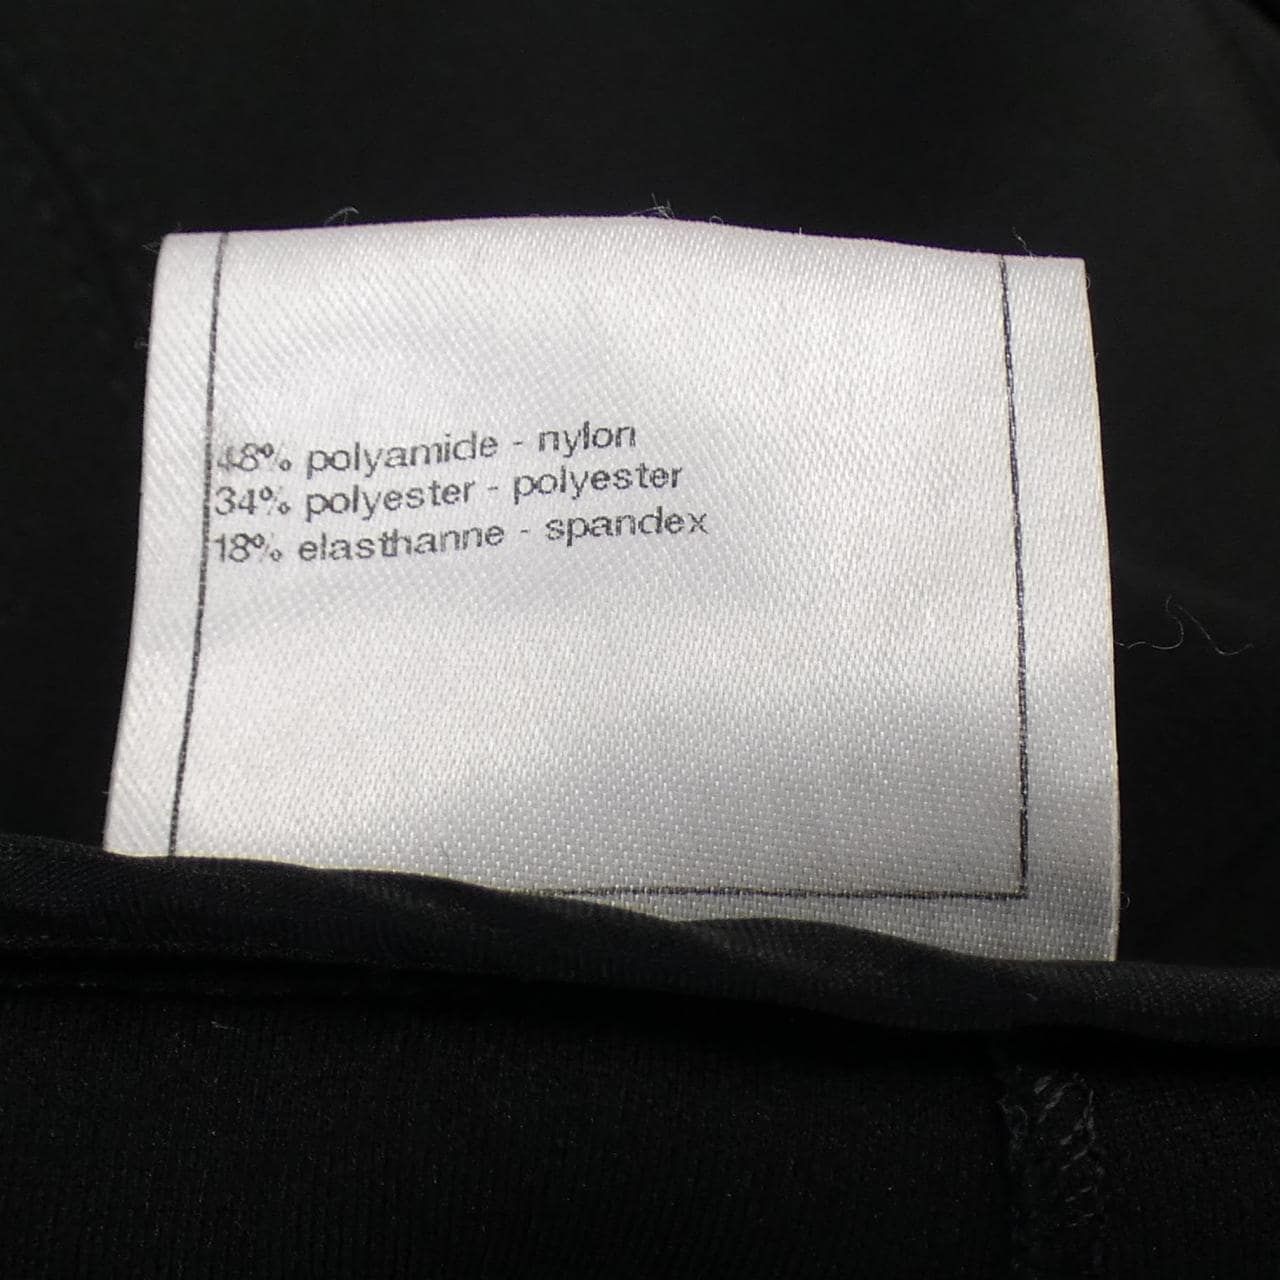 48% polyamide - nylon
34% polyester - polyester
18% elasthanne - spandex